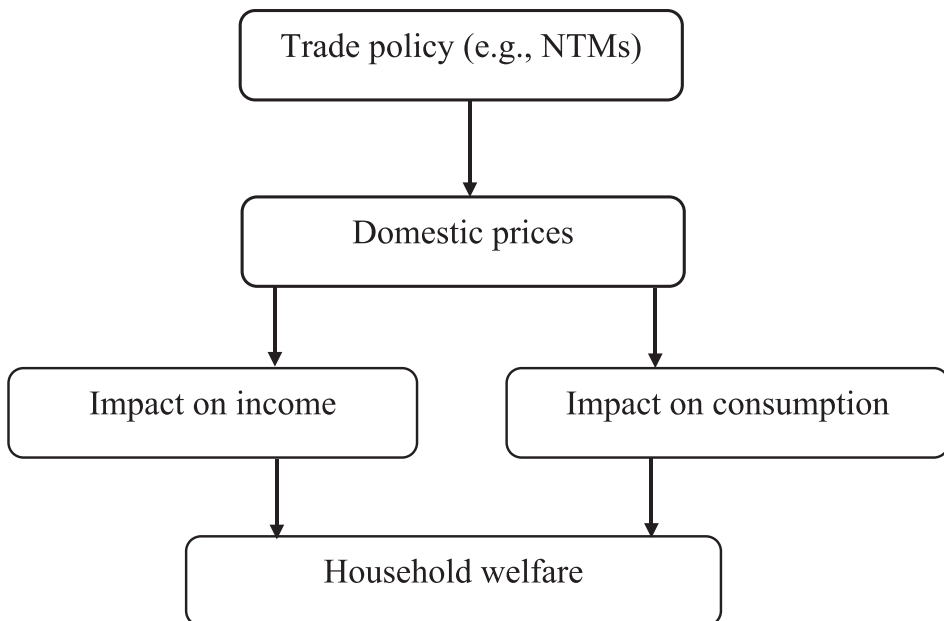 Trade policy (e.g., NTMs)
Domestic prices
Impact on income
Impact on consumption
Household welfare